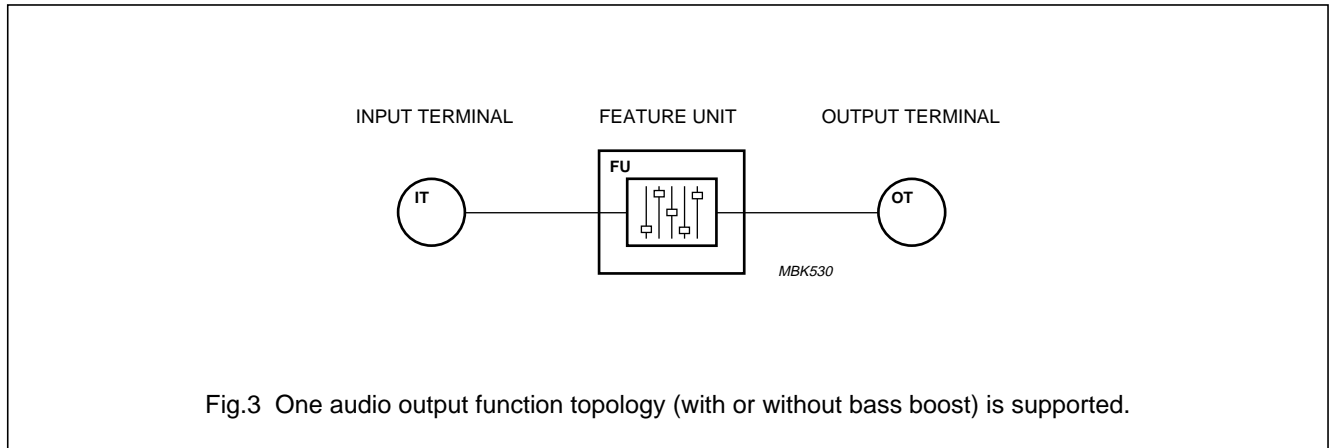 INPUT TERMINAL FEATURE UNIT OUTPUT TERMINAL
IT FU OT
MBK530
Fig.3 One audio output function topology (with or without bass boost) is supported.